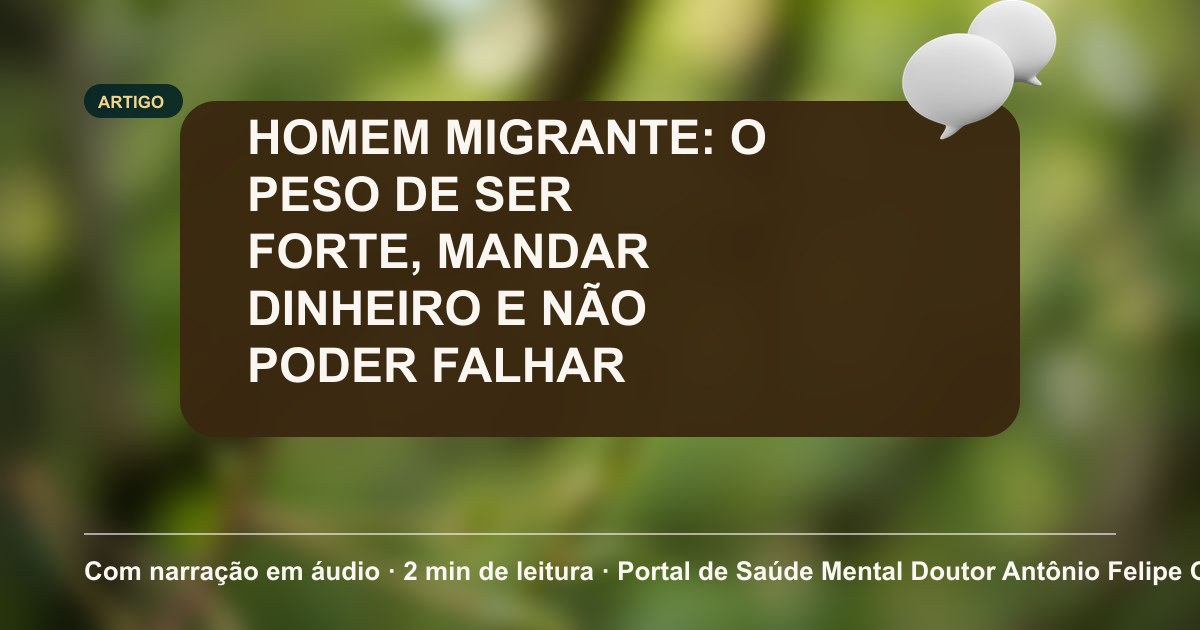 ARTIGO
HOMEM MIGRANTE: O
PESO DE SER
FORTE, MANDAR
DINHEIRO E NÃO
PODER FALHAR
Com narração em áudio · 2 min de leitura · Portal de Saúde Mental Doutor Antônio Felipe